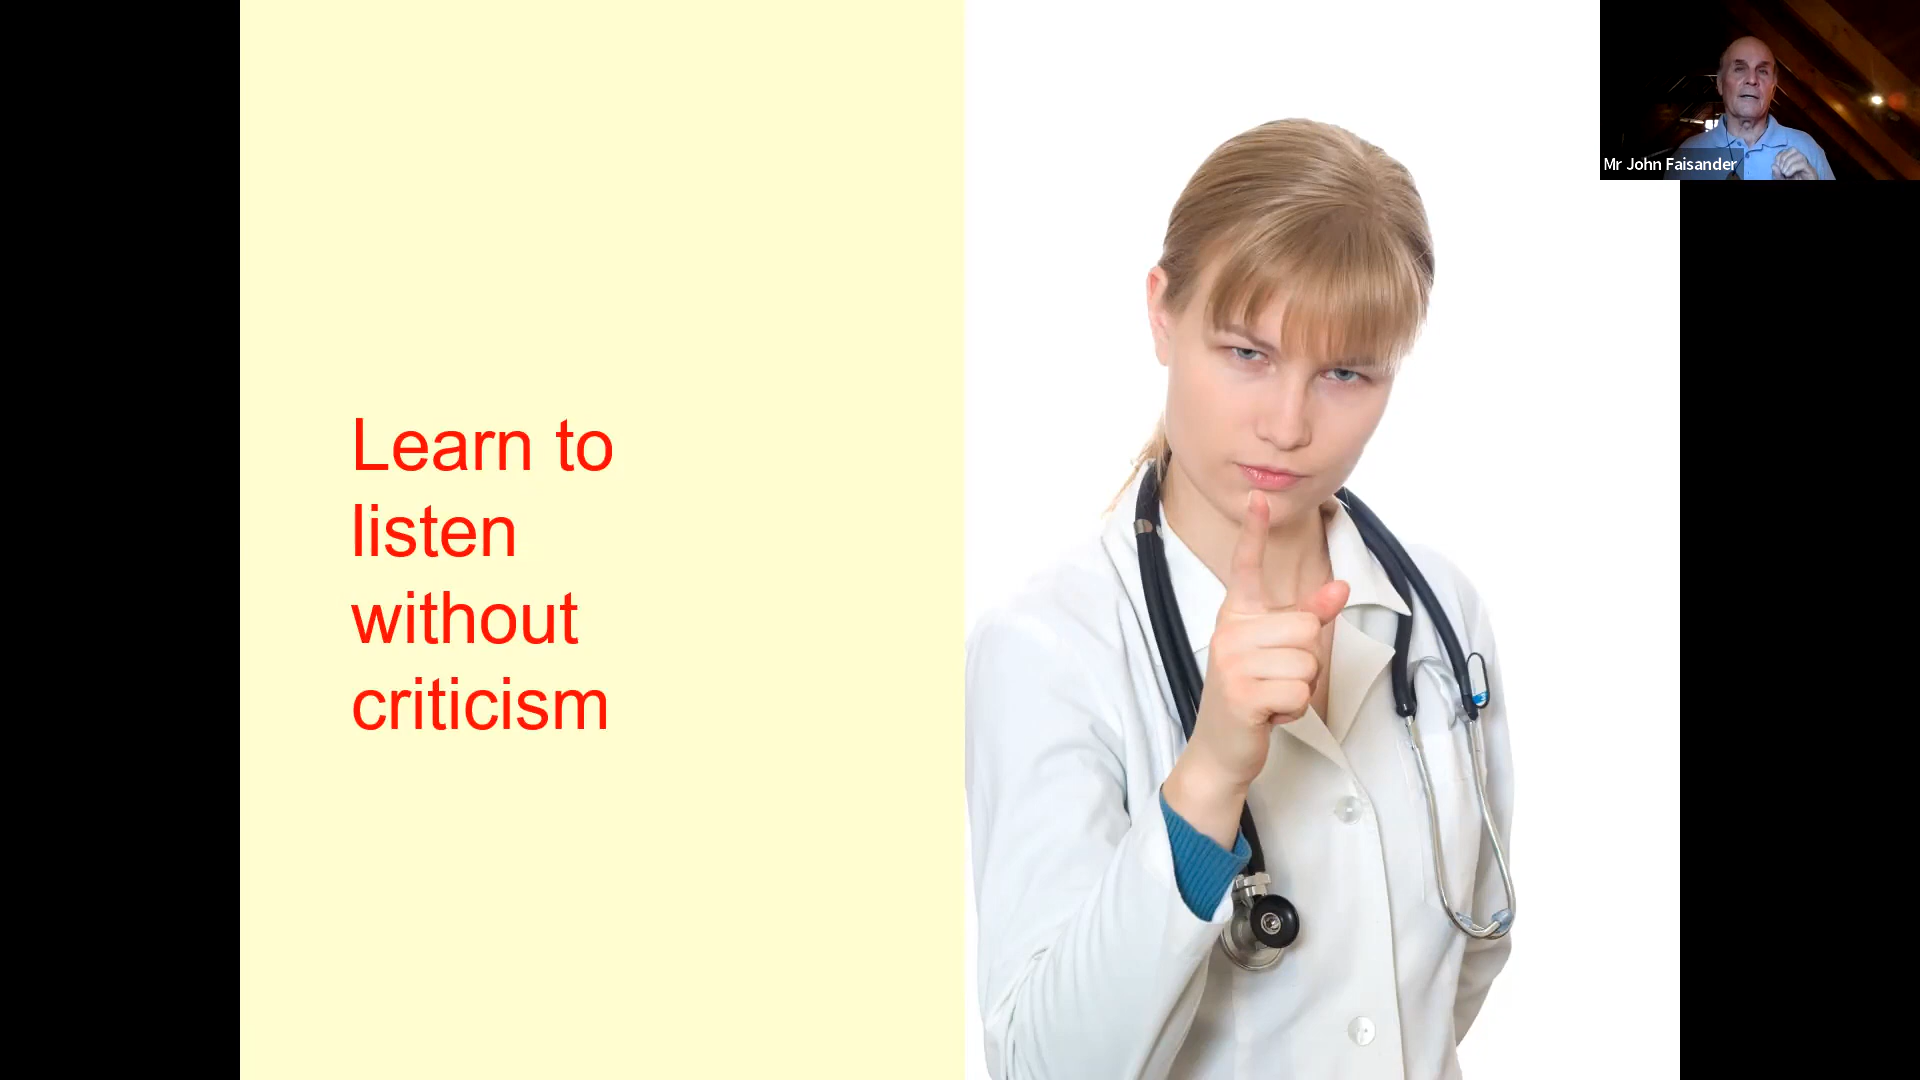 Learn to
listen
without
criticism
Mr John Faisander